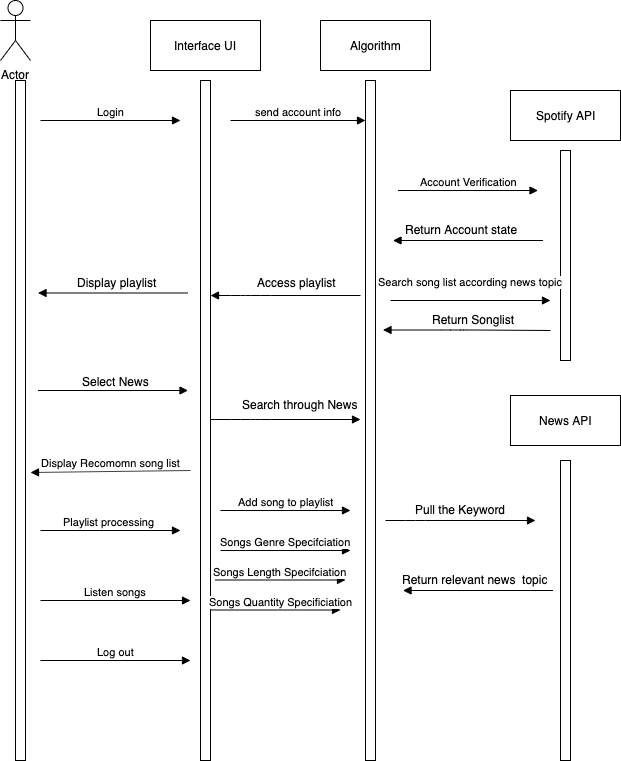 Actor
Interface UI
Algorithm
Spotify API
Login
send account info
Account Verification
Return Account state
Display playlist
Access playlist
Search song list according news topic
Return Songlist
Select News
Search through News
News API
Display Recomomn song list
Add song to playlist
Pull the Keyword
Playlist processing
Songs Genre Specifciation
Songs Length Specifciation
Return relevant news topic
Listen songs
Songs Quantity Specificiation
Log out